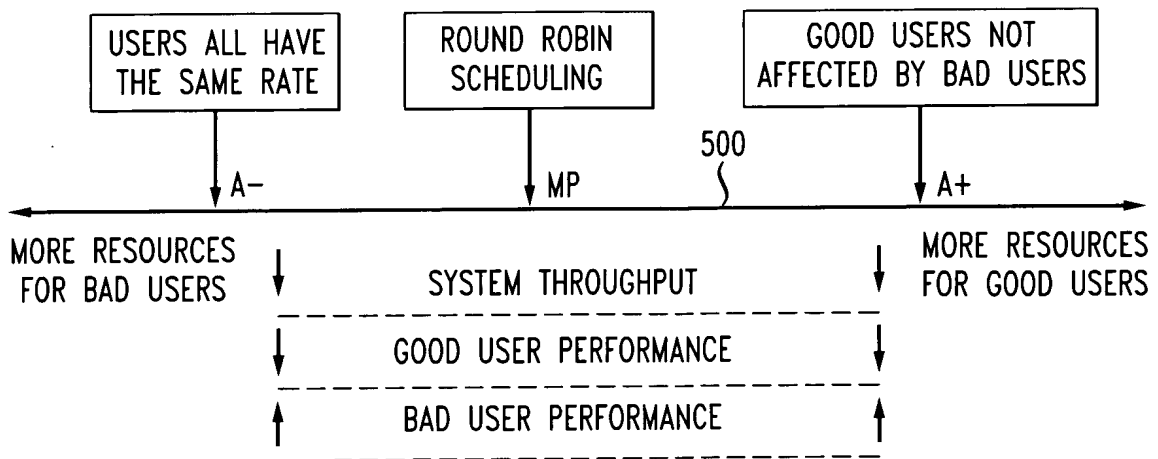 USERS ALL HAVE
THE SAME RATE
ROUND ROBIN
SCHEDULING
GOOD USERS NOT
AFFECTED BY BAD USERS
500
A-
MP
A+
MORE RESOURCES
FOR BAD USERS
MORE RESOURCES
FOR GOOD USERS
SYSTEM THROUGHPUT
GOOD USER PERFORMANCE
BAD USER PERFORMANCE